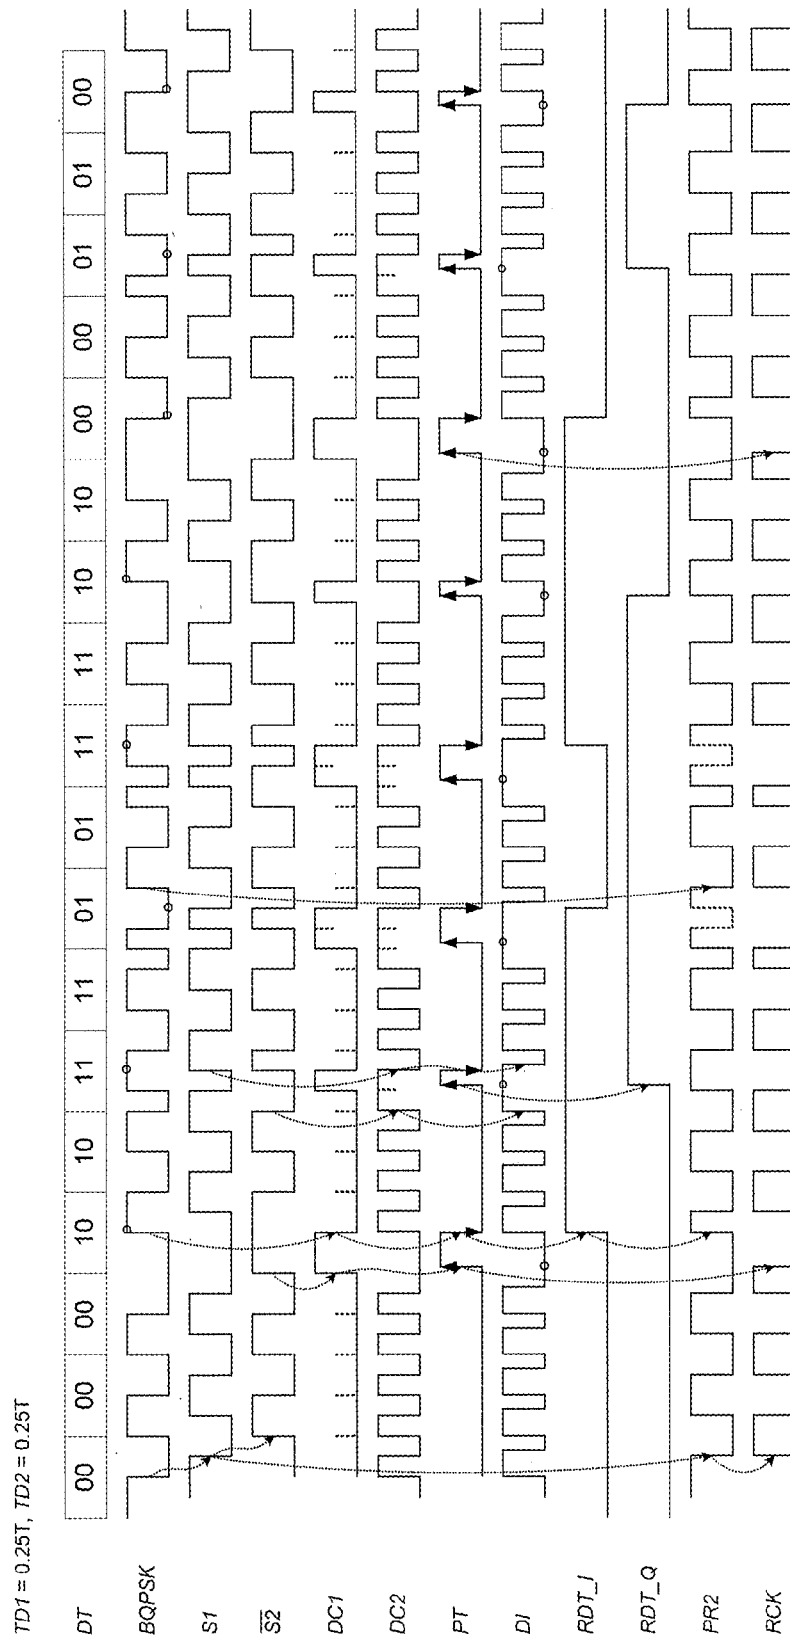 TD1 = 0.25T, TD2 = 0.25T
DT 00 00 00 10 10 11 11 01 01 11 11 10 10 00 00 01 01 00
BQPSK
S1
S̅2̅
DC1
DC2
PT
DI
RDT_I
RDT_Q
PR2
RCK